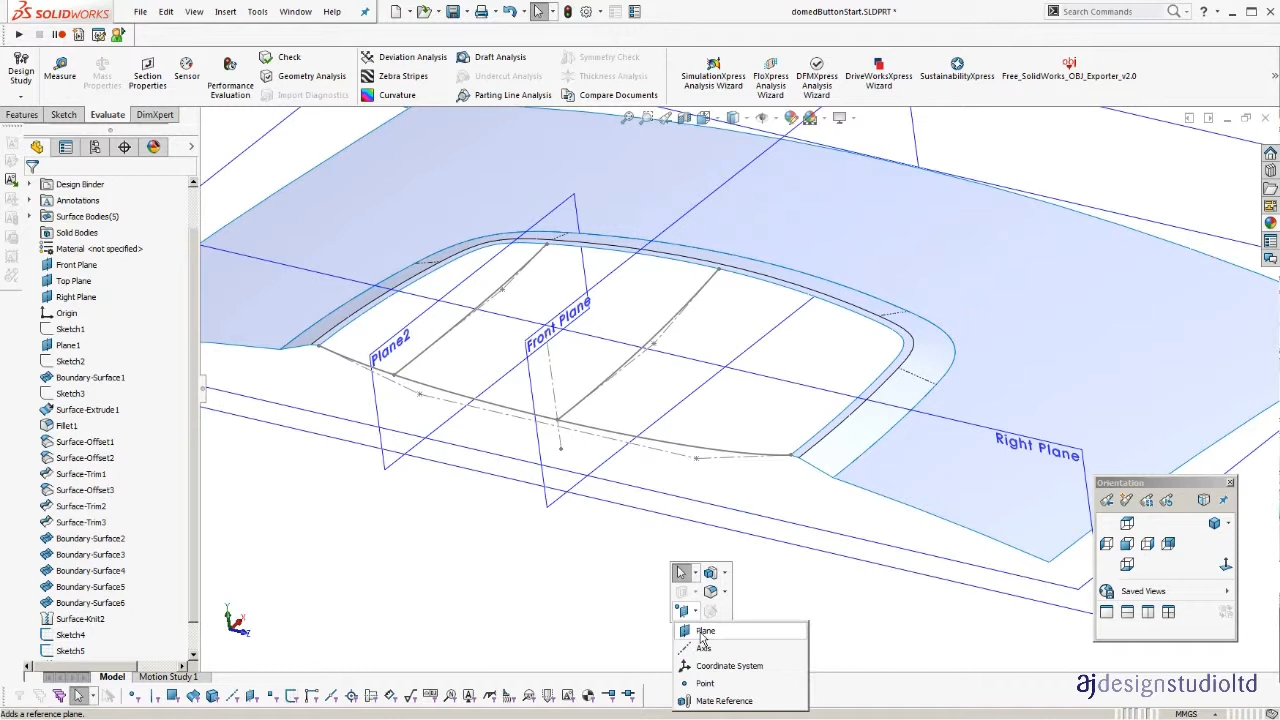 SOLIDWORKS File Edit View Insert Tools Window Help domedButtonStart.SLDPRT * Search Commands
Design Study
Measure
Mass Properties
Section Properties
Sensor
Performance Evaluation
Check
Geometry Analysis
Import Diagnostics
Deviation Analysis
Zebra Stripes
Curvature
Draft Analysis
Undercut Analysis
Parting Line Analysis
Symmetry Check
Thickness Analysis
Compare Documents
SimulationXpress Analysis Wizard
FloXpress Analysis Wizard
DFMXpress Analysis Wizard
DriveWorksXpress Wizard
SustainabilityXpress
Free_SolidWorks_OBJ_Exporter_v2.0
Features Sketch Evaluate DimXpert
Design Binder
Annotations
Surface Bodies(5)
Solid Bodies
Material <not specified>
Front Plane
Top Plane
Right Plane
Origin
Sketch1
Plane1
Sketch2
Boundary-Surface1
Sketch3
Surface-Extrude1
Fillet1
Surface-Offset1
Surface-Offset2
Surface-Trim1
Surface-Offset3
Surface-Trim2
Surface-Trim3
Boundary-Surface2
Boundary-Surface3
Boundary-Surface4
Boundary-Surface5
Boundary-Surface6
Surface-Knit2
Sketch4
Sketch5
Plane2
Front Plane
Right Plane
Orientation
Saved Views
Plane
Axis
Coordinate System
Point
Mate Reference
Y
X
Z
Model Motion Study 1
ajdesignstudioltd
Adds a reference plane.
MMGS